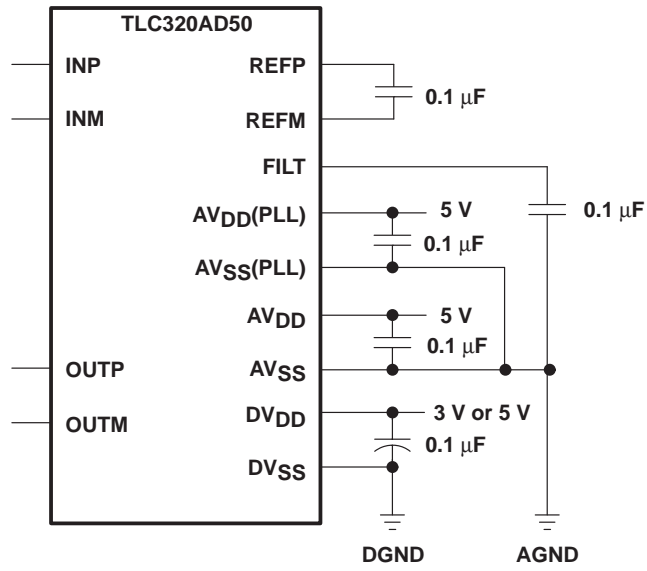 TLC320AD50
INP
REFP
0.1 μF
INM
REFM
FILT
0.1 μF
AVDD(PLL)
5 V
0.1 μF
AVSS(PLL)
AVDD
5 V
0.1 μF
OUTP
AVSS
OUTM
DVDD
3 V or 5 V
0.1 μF
DVSS
DGND
AGND